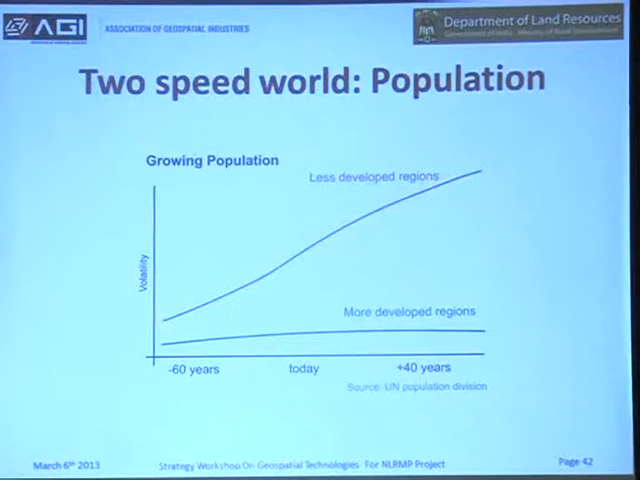 AGI
ASSOCIATION OF GEOSPATIAL INDUSTRIES
Department of Land Resources
Two speed world: Population
Growing Population
Less developed regions
Volatility
More developed regions
-60 years
today
+40 years
Source: UN population division
March 6th 2013
Strategy Workshop On Geospatial Technologies For NLRMP Project
Page 42